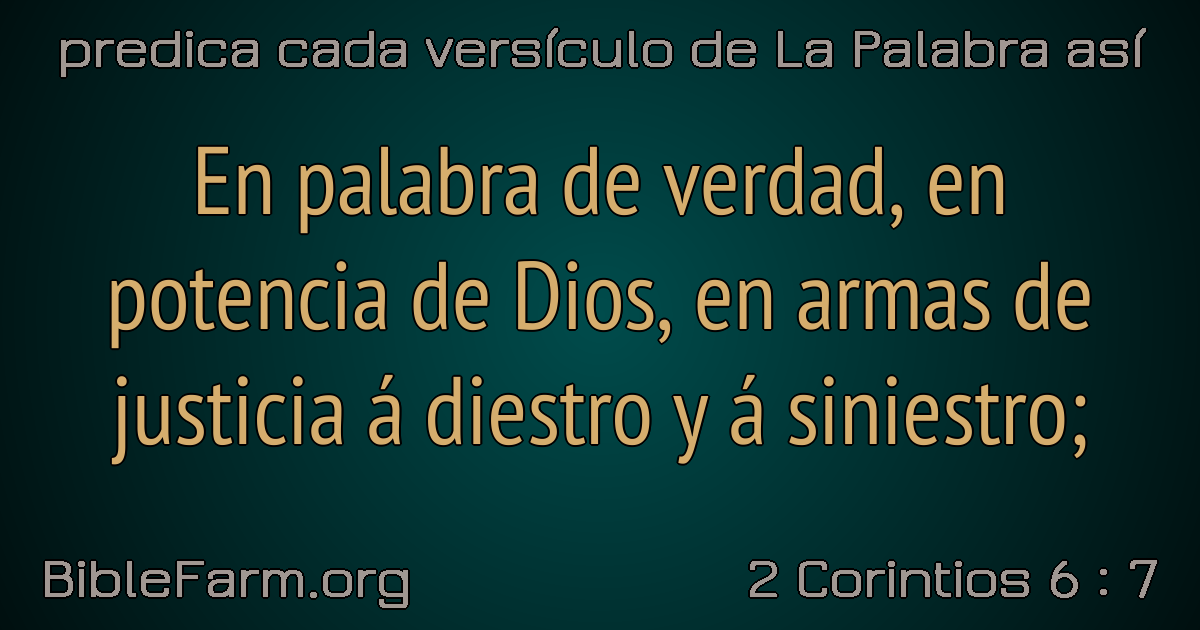 predica cada versículo de La Palabra así
En palabra de verdad, en
potencia de Dios, en armas de
justicia á diestro y á siniestro;
BibleFarm.org
2 Corintios 6 : 7